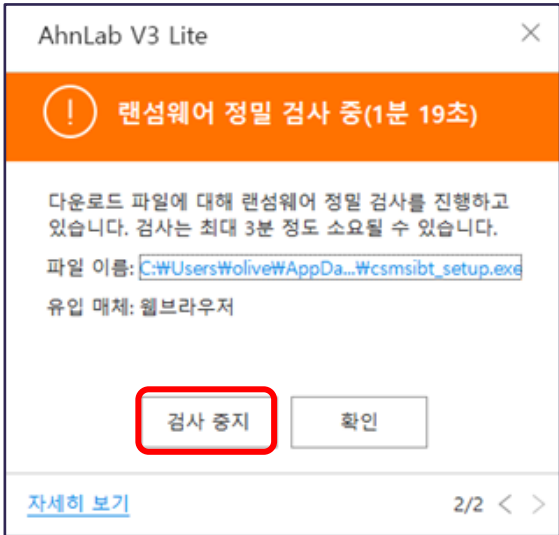 AhnLab V3 Lite
랜섬웨어 정밀 검사 중(1분 19초)
다운로드 파일에 대해 랜섬웨어 정밀 검사를 진행하고
있습니다. 검사는 최대 3분 정도 소요될 수 있습니다.
파일 이름: C:₩Users₩olive₩AppDa...₩csmsibt_setup.exe
유입 매체: 웹브라우저
검사 중지
확인
자세히 보기
2/2